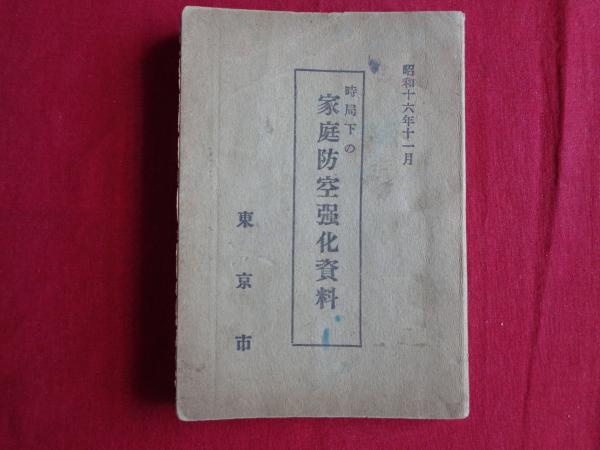 昭和十六年十一月
時局下の
家庭防空强化資料
東京市